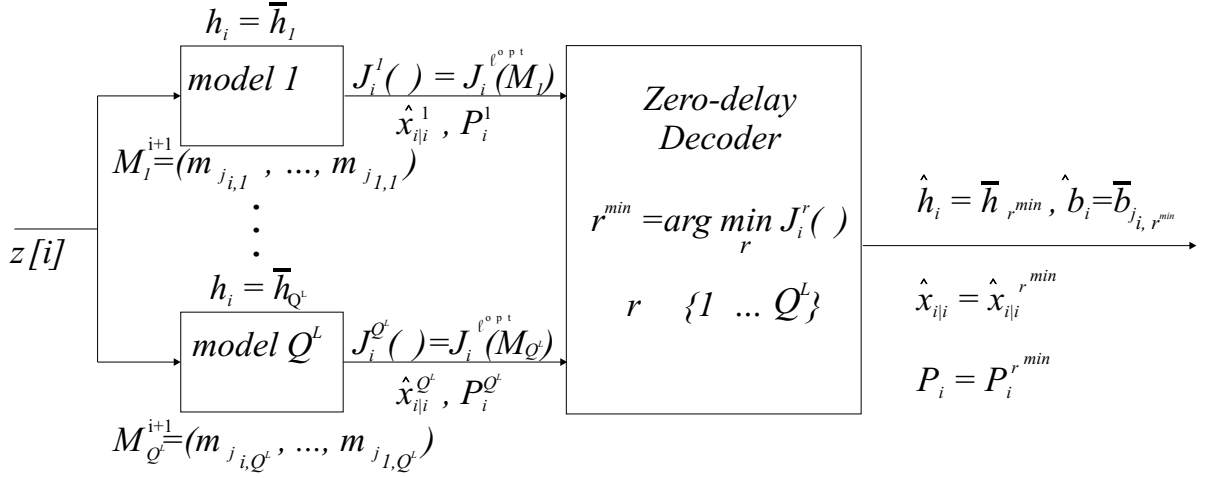 h_i = h̅_1
model 1
J_i^1( ) = J_i^{ℓ^{opt}}(M_1)
x̂_{i|i}^1 , P_i^1
M_1^{i+1}=(m_{j_{i,1}} , ..., m_{j_{1,1}})
z[i]
h_i = h̅_{Q^L}
model Q^L
J_i^{Q^L}( )=J_i^{ℓ^{opt}}(M_{Q^L})
x̂_{i|i}^{Q^L} , P_i^{Q^L}
M_{Q^L}^{i+1}=(m_{j_{i,Q^L}}, ..., m_{j_{1,Q^L}})
Zero-delay
Decoder
r^{min} =arg min_r J_i^r( )
r {1 ... Q^L}
ĥ_i = h̅_{r^{min}}, b̂_i=b̅_{j_{i, r^{min}}}
x̂_{i|i} = x̂_{i|i}^{r^{min}}
P_i = P_i^{r^{min}}